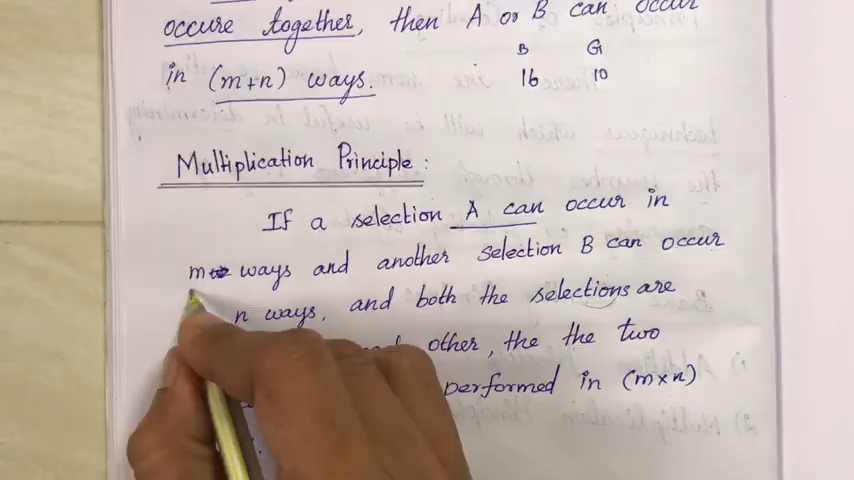 occure together, then A or B can occur
B G
in (m+n) ways. 16 10
Multiplication Principle:
If a selection A can occur in
m ways and another selection B can occur
n ways, and both the selections are
other, the the two
performed in (m×n)